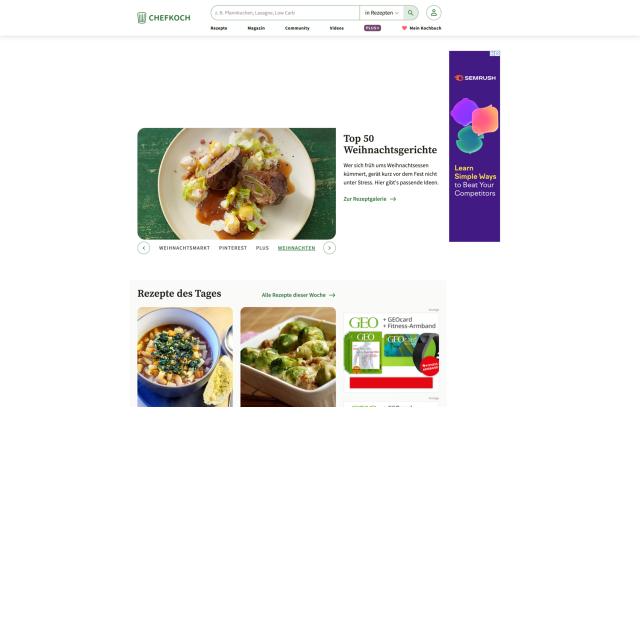 CHEFKOCH
z. B. Pfannkuchen, Lasagne, Low Carb
in Rezepten
Rezepte
Magazin
Community
Videos
PLUS+
Mein Kochbuch
SEMRUSH
Learn
Simple Ways
to Beat Your
Competitors
Top 50
Weihnachtsgerichte
Wer sich früh ums Weihnachtsessen
kümmert, gerät kurz vor dem Fest nicht
unter Stress. Hier gibt's passende Ideen.
Zur Rezeptgalerie
WEIHNACHTSMARKT
PINTEREST
PLUS
WEIHNACHTEN
Rezepte des Tages
Alle Rezepte dieser Woche
Anzeige
GEO
+ GEOcard
+ Fitness-Armband
GEO
GEO
Anzeige